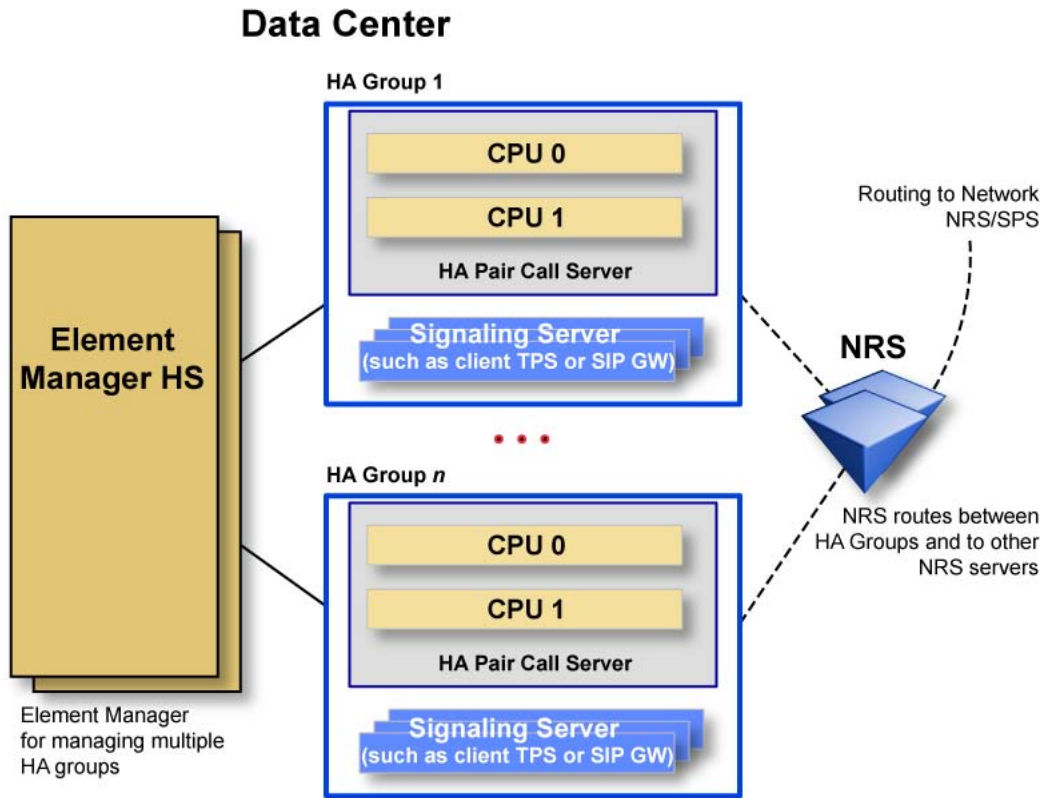 Data Center
HA Group 1
CPU 0
CPU 1
HA Pair Call Server
Signaling Server
(such as client TPS or SIP GW)
Element
Manager HS
Element Manager
for managing multiple
HA groups
HA Group n
CPU 0
CPU 1
HA Pair Call Server
Signaling Server
(such as client TPS or SIP GW)
Routing to Network
NRS/SPS
NRS
NRS routes between
HA Groups and to other
NRS servers